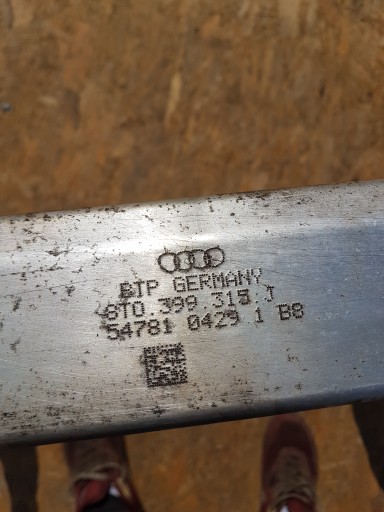 BTP GERMANY
8T0.399.315.J
54781 0429 1 B8